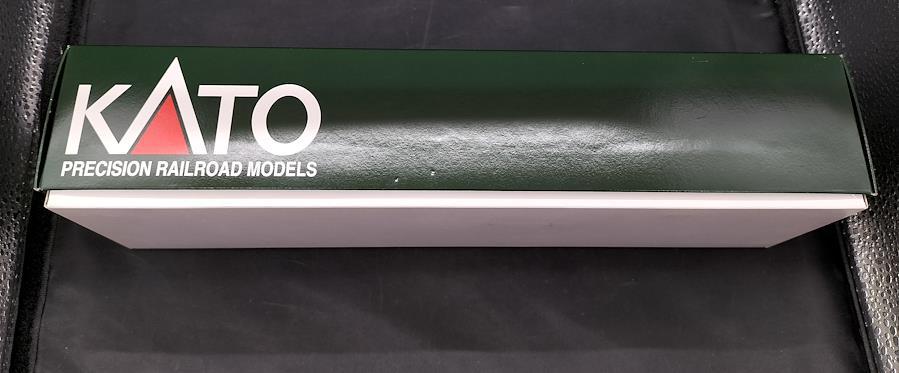 KATO
PRECISION RAILROAD MODELS